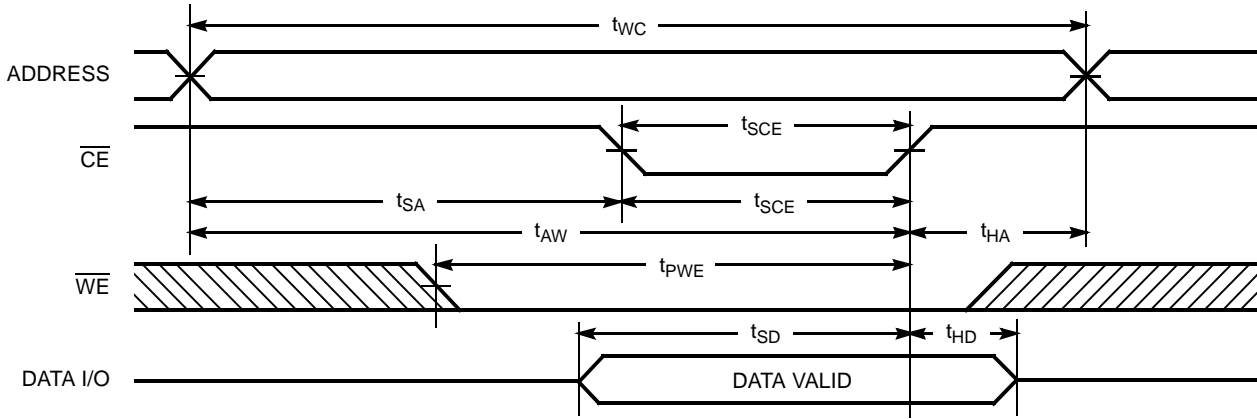 tWC
ADDRESS
tSCE
CE
tSA
tSCE
tAW
tHA
tPWE
WE
tSD
tHD
DATA I/O
DATA VALID